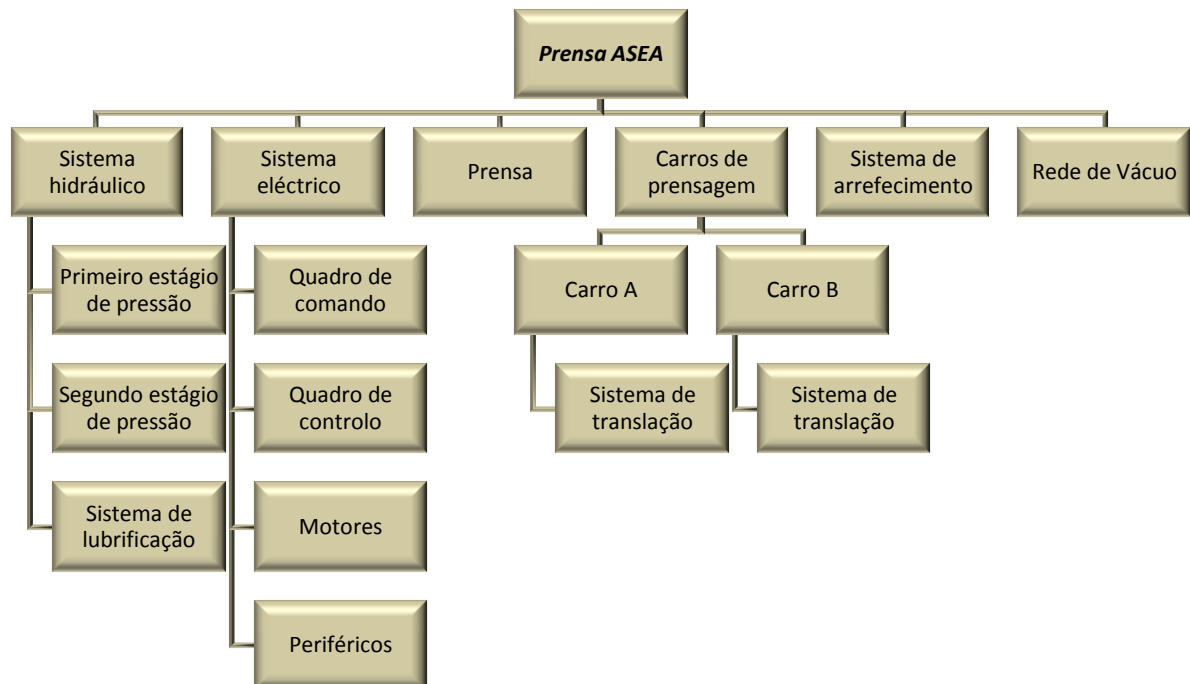 Prensa ASEA
Sistema
hidráulico
Sistema
eléctrico
Prensa
Carros de
prensagem
Sistema de
arrefecimento
Rede de Vácuo
Primeiro estágio
de pressão
Quadro de
comando
Carro A
Carro B
Segundo estágio
de pressão
Quadro de
controlo
Sistema de
translação
Sistema de
translação
Sistema de
lubrificação
Motores
Periféricos